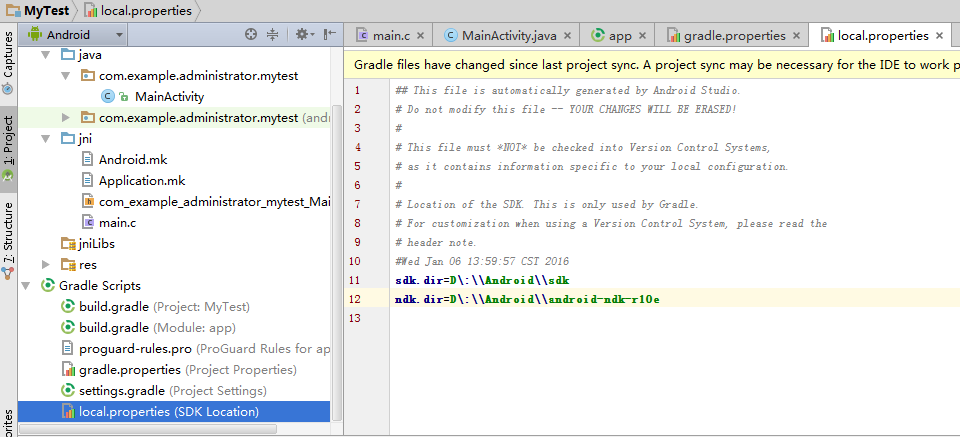 MyTest local.properties
Captures
1: Project
7: Structure
Android
java
com.example.administrator.mytest
MainActivity
com.example.administrator.mytest (andr
jni
Android.mk
Application.mk
com_example_administrator_mytest_Mai
main.c
jniLibs
res
Gradle Scripts
build.gradle (Project: MyTest)
build.gradle (Module: app)
proguard-rules.pro (ProGuard Rules for ap
gradle.properties (Project Properties)
settings.gradle (Project Settings)
local.properties (SDK Location)
main.c MainActivity.java app gradle.properties local.properties
Gradle files have changed since last project sync. A project sync may be necessary for the IDE to work p
1 ## This file is automatically generated by Android Studio.
2 # Do not modify this file -- YOUR CHANGES WILL BE ERASED!
3 #
4 # This file must *NOT* be checked into Version Control Systems,
5 # as it contains information specific to your local configuration.
6 #
7 # Location of the SDK. This is only used by Gradle.
8 # For customization when using a Version Control System, please read the
9 # header note.
10 #Wed Jan 06 13:59:57 CST 2016
11 sdk.dir=D\:\\Android\\sdk
12 ndk.dir=D\:\\Android\\android-ndk-r10e
13